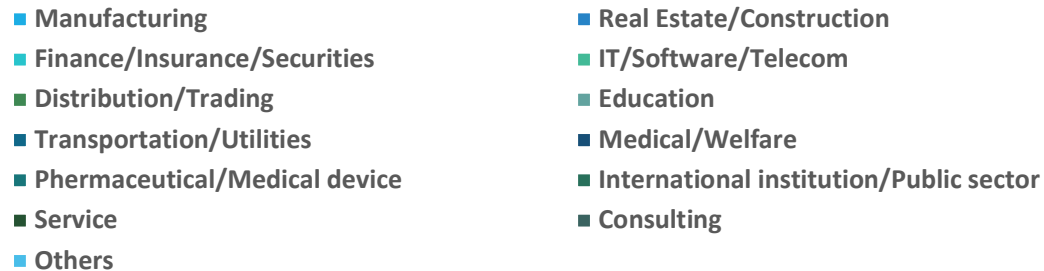 Manufacturing
Real Estate/Construction
Finance/Insurance/Securities
IT/Software/Telecom
Distribution/Trading
Education
Transportation/Utilities
Medical/Welfare
Phermaceutical/Medical device
International institution/Public sector
Service
Consulting
Others